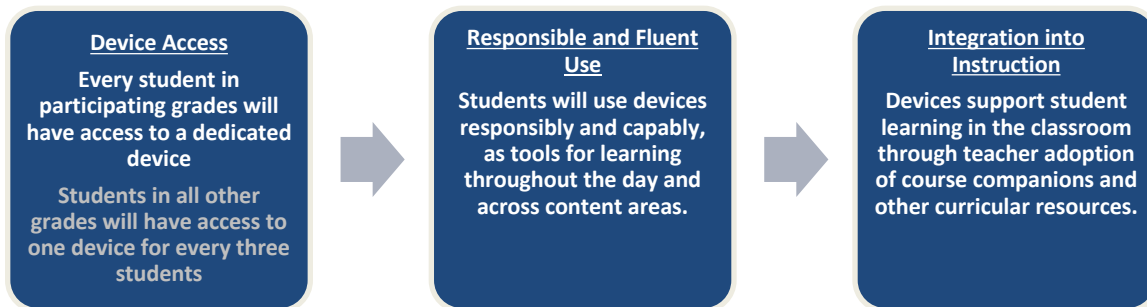 Device Access
Every student in
participating grades will
have access to a dedicated
device
Students in all other
grades will have access to
one device for every three
students
Responsible and Fluent
Use
Students will use devices
responsibly and capably,
as tools for learning
throughout the day and
across content areas.
Integration into
Instruction
Devices support student
learning in the classroom
through teacher adoption
of course companions and
other curricular resources.